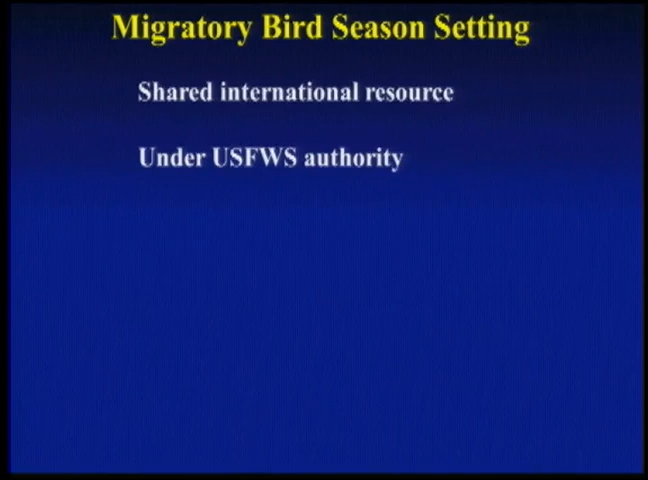 Migratory Bird Season Setting
Shared international resource
Under USFWS authority